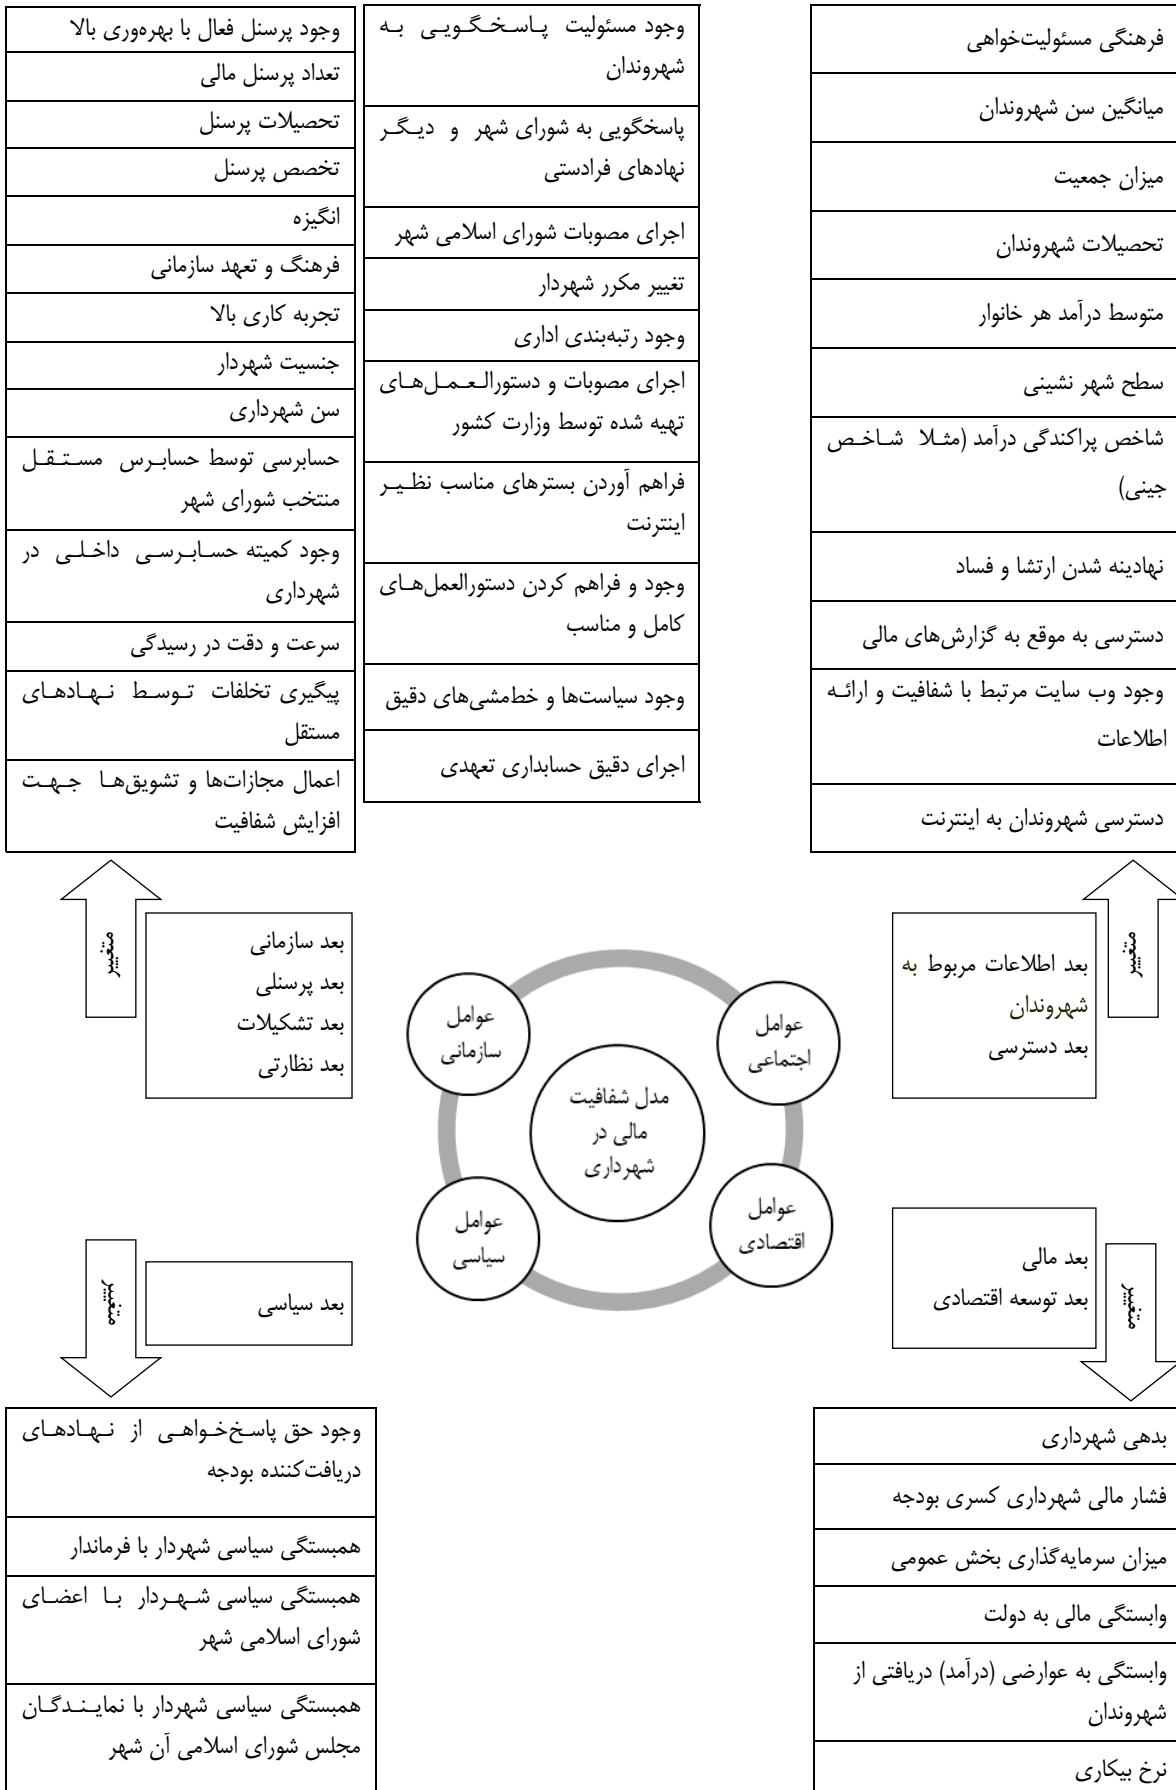 فرهنگی مسئولیت‌خواهی
میانگین سن شهروندان
میزان جمعیت
تحصیلات شهروندان
متوسط درآمد هر خانوار
سطح شهر نشینی
شاخص پراکندگی درآمد (مثلا شاخص
جینی)
نهادینه شدن ارتشا و فساد
دسترسی به موقع به گزارش‌های مالی
وجود وب سایت مرتبط با شفافیت و ارائه
اطلاعات
دسترسی شهروندان به اینترنت
وجود مسئولیت پاسخگویی به
شهروندان
پاسخگویی به شورای شهر و دیگر
نهادهای فرادستی
اجرای مصوبات شورای اسلامی شهر
تغییر مکرر شهردار
وجود رتبه‌بندی اداری
اجرای مصوبات و دستورالعمل‌های
تهیه شده توسط وزارت کشور
فراهم آوردن بسترهای مناسب نظیر
اینترنت
وجود و فراهم کردن دستورالعمل‌های
کامل و مناسب
وجود سیاست‌ها و خط‌مشی‌های دقیق
اجرای دقیق حسابداری تعهدی
وجود پرسنل فعال با بهره‌وری بالا
تعداد پرسنل مالی
تحصیلات پرسنل
تخصص پرسنل
انگیزه
فرهنگ و تعهد سازمانی
تجربه کاری بالا
جنسیت شهردار
سن شهرداری
حسابرسی توسط حسابرس مستقل
منتخب شورای شهر
وجود کمیته حسابرسی داخلی در
شهرداری
سرعت و دقت در رسیدگی
پیگیری تخلفات توسط نهادهای
مستقل
اعمال مجازات‌ها و تشویق‌ها جهت
افزایش شفافیت
متغییر
بعد اطلاعات مربوط به
شهروندان
بعد دسترسی
متغییر
بعد سازمانی
بعد پرسنلی
بعد تشکیلات
بعد نظارتی
عوامل
اجتماعی
عوامل
سازمانی
مدل شفافیت
مالی در
شهرداری
عوامل
اقتصادی
عوامل
سیاسی
متغییر
بعد مالی
بعد توسعه اقتصادی
متغییر
بعد سیاسی
بدهی شهرداری
فشار مالی شهرداری کسری بودجه
میزان سرمایه‌گذاری بخش عمومی
وابستگی مالی به دولت
وابستگی به عوارضی (درآمد) دریافتی از
شهروندان
نرخ بیکاری
وجود حق پاسخ‌خواهی از نهادهای
دریافت‌کننده بودجه
همبستگی سیاسی شهردار با فرماندار
همبستگی سیاسی شهردار با اعضای
شورای اسلامی شهر
همبستگی سیاسی شهردار با نمایندگان
مجلس شورای اسلامی آن شهر